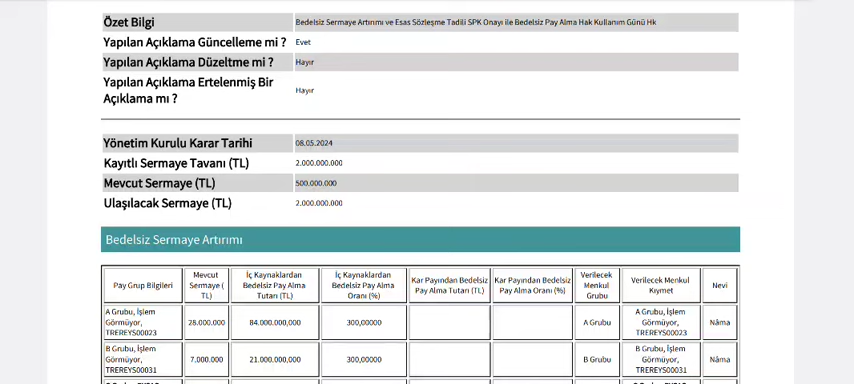 Özet Bilgi Bedelsiz Sermaye Artırımı ve Esas Sözleşme Tadili SPK Onayı ile Bedelsiz Pay Alma Hak Kullanım Günü Hk
Yapılan Açıklama Güncelleme mi ? Evet
Yapılan Açıklama Düzeltme mi ? Hayır
Yapılan Açıklama Ertelenmiş Bir
Açıklama mı ? Hayır
Yönetim Kurulu Karar Tarihi 08.05.2024
Kayıtlı Sermaye Tavanı (TL) 2.000.000.000
Mevcut Sermaye (TL) 500.000.000
Ulaşılacak Sermaye (TL) 2.000.000.000
Bedelsiz Sermaye Artırımı
Pay Grup Bilgileri
Mevcut
Sermaye (
TL)
İç Kaynaklardan
Bedelsiz Pay Alma
Tutarı (TL)
İç Kaynaklardan
Bedelsiz Pay Alma
Oranı (%)
Kar Payından Bedelsiz
Pay Alma Tutarı (TL)
Kar Payından Bedelsiz
Pay Alma Oranı (%)
Verilecek
Menkul
Grubu
Verilecek Menkul
Kıymet
Nevi
A Grubu, İşlem
Görmüyor,
TREREYS00023
28.000.000
84.000.000,000
300,00000
A Grubu
A Grubu, İşlem
Görmüyor,
TREREYS00023
Nâma
B Grubu, İşlem
Görmüyor,
TREREYS00031
7.000.000
21.000.000,000
300,00000
B Grubu
B Grubu, İşlem
Görmüyor,
TREREYS00031
Nâma